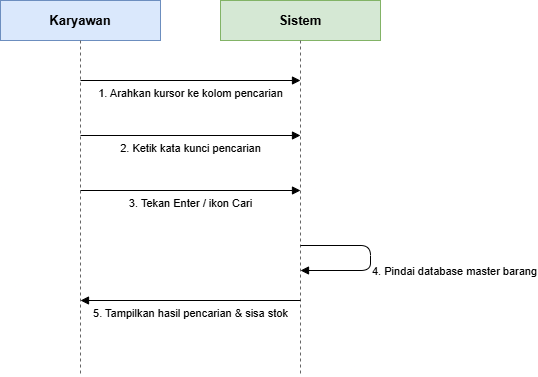 Karyawan
Sistem
1. Arahkan kursor ke kolom pencarian
2. Ketik kata kunci pencarian
3. Tekan Enter / ikon Cari
4. Pindai database master barang
5. Tampilkan hasil pencarian & sisa stok